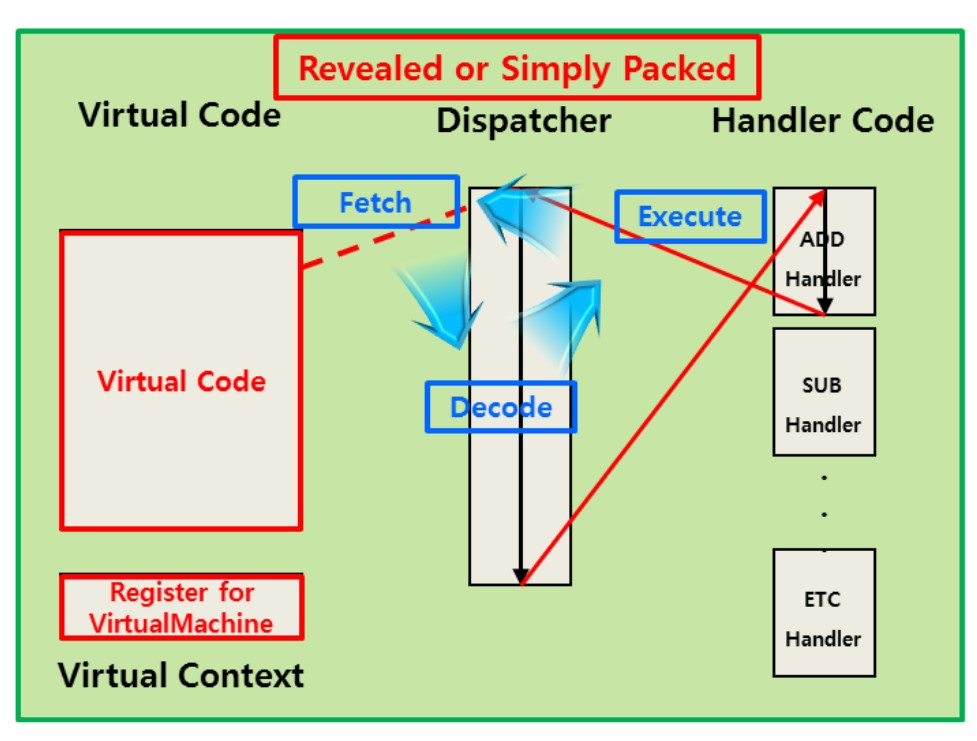 Revealed or Simply Packed
Virtual Code
Dispatcher
Handler Code
Fetch
Execute
ADD
Handler
Virtual Code
Decode
SUB
Handler
.
.
.
Register for
VirtualMachine
ETC
Handler
Virtual Context